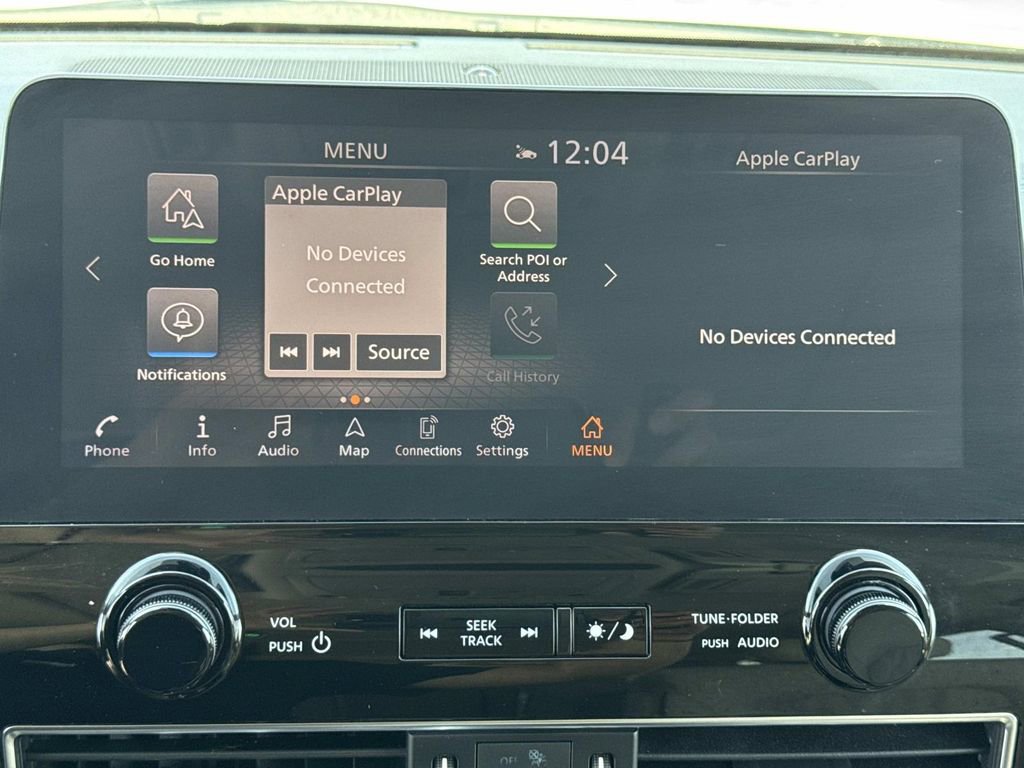 MENU
12:04
Apple CarPlay
Go Home
Apple CarPlay
No Devices
Connected
Source
Search POI or
Address
Notifications
Call History
No Devices Connected
Phone
Info
Audio
Map
Connections
Settings
MENU
VOL
PUSH
SEEK
TRACK
TUNE·FOLDER
PUSH AUDIO